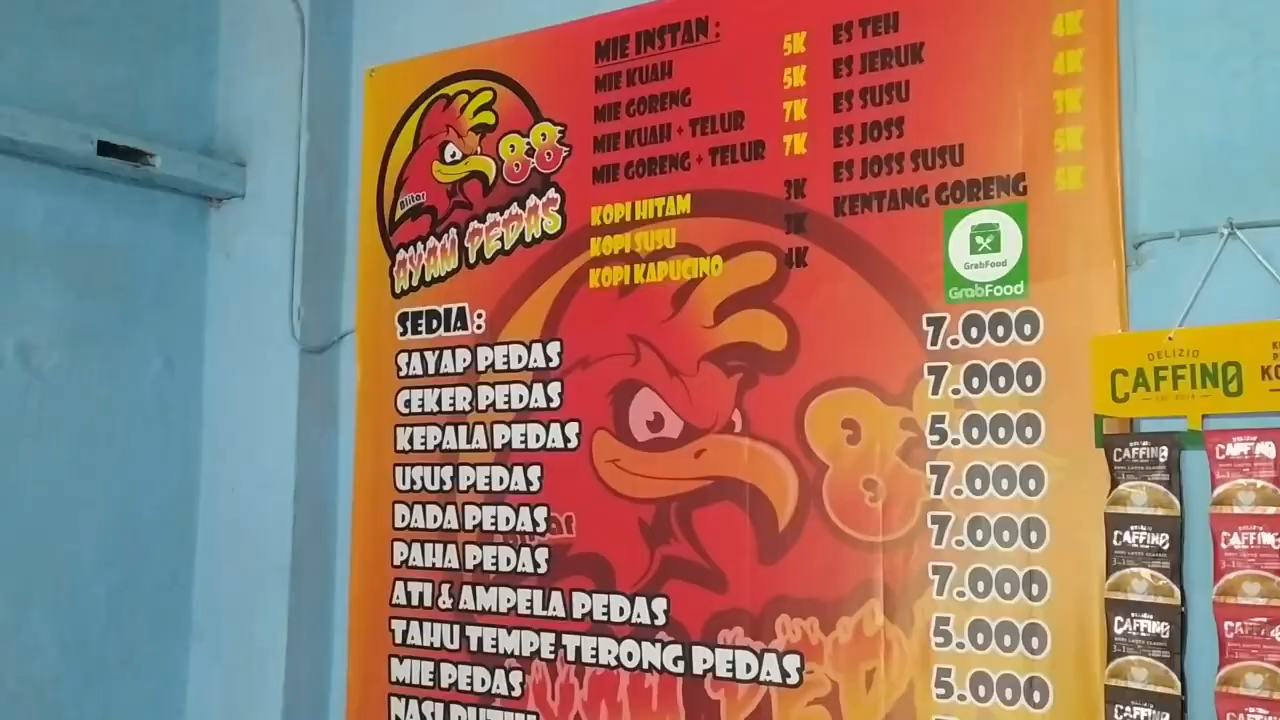 MIE INSTAN :
MIE KUAH 5K
MIE GORENG 5K
MIE KUAH + TELUR 7K
MIE GORENG + TELUR 7K
KOPI HITAM 3K
KOPI SUSU 3K
KOPI KAPUCINO 4K
ES TEH 4K
ES JERUK 4K
ES SUSU 3K
ES JOSS 5K
ES JOSS SUSU 5K
KENTANG GORENG
88
Blitar
AYAM PEDAS
GrabFood
GrabFood
SEDIA :
SAYAP PEDAS 7.000
CEKER PEDAS 7.000
KEPALA PEDAS 5.000
USUS PEDAS 7.000
DADA PEDAS 7.000
PAHA PEDAS 7.000
ATI & AMPELA PEDAS 5.000
TAHU TEMPE TERONG PEDAS 5.000
MIE PEDAS
NASI PUTIH
DELIZIO
CAFFINO
CAFFINO
CAFFINO
CAFFINO
CAFFINO
CAFFINO
CAFFINO